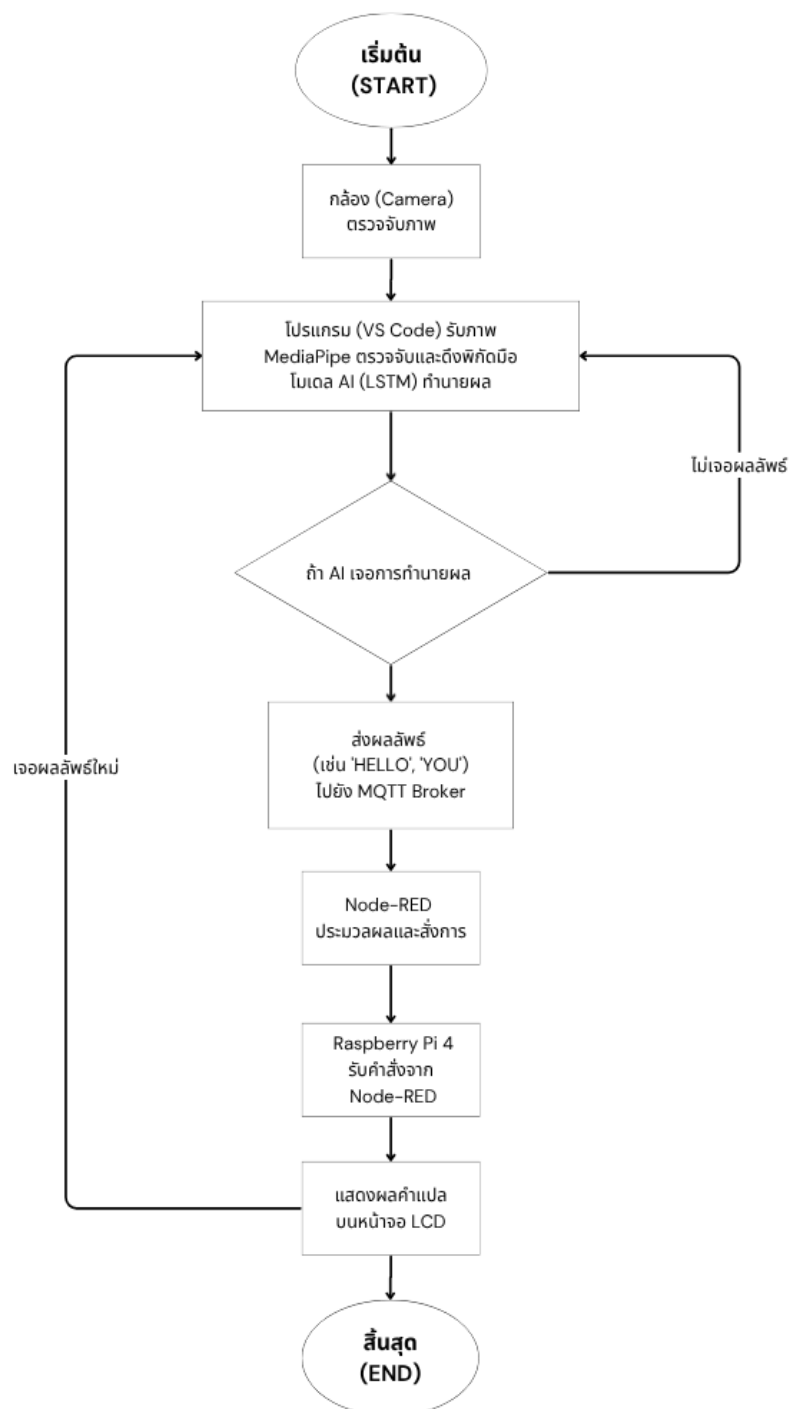 เริ่มต้น
(START)
กล้อง (Camera)
ตรวจจับภาพ
โปรแกรม (VS Code) รับภาพ
MediaPipe ตรวจจับและดึงพิกัดมือ
โมเดล AI (LSTM) ทำนายผล
ไม่เจอผลลัพธ์
ถ้า AI เจอการทำนายผล
ส่งผลลัพธ์
(เช่น 'HELLO', 'YOU')
ไปยัง MQTT Broker
เจอผลลัพธ์ใหม่
Node-RED
ประมวลผลและสั่งการ
Raspberry Pi 4
รับคำสั่งจาก
Node-RED
แสดงผลคำแปล
บนหน้าจอ LCD
สิ้นสุด
(END)